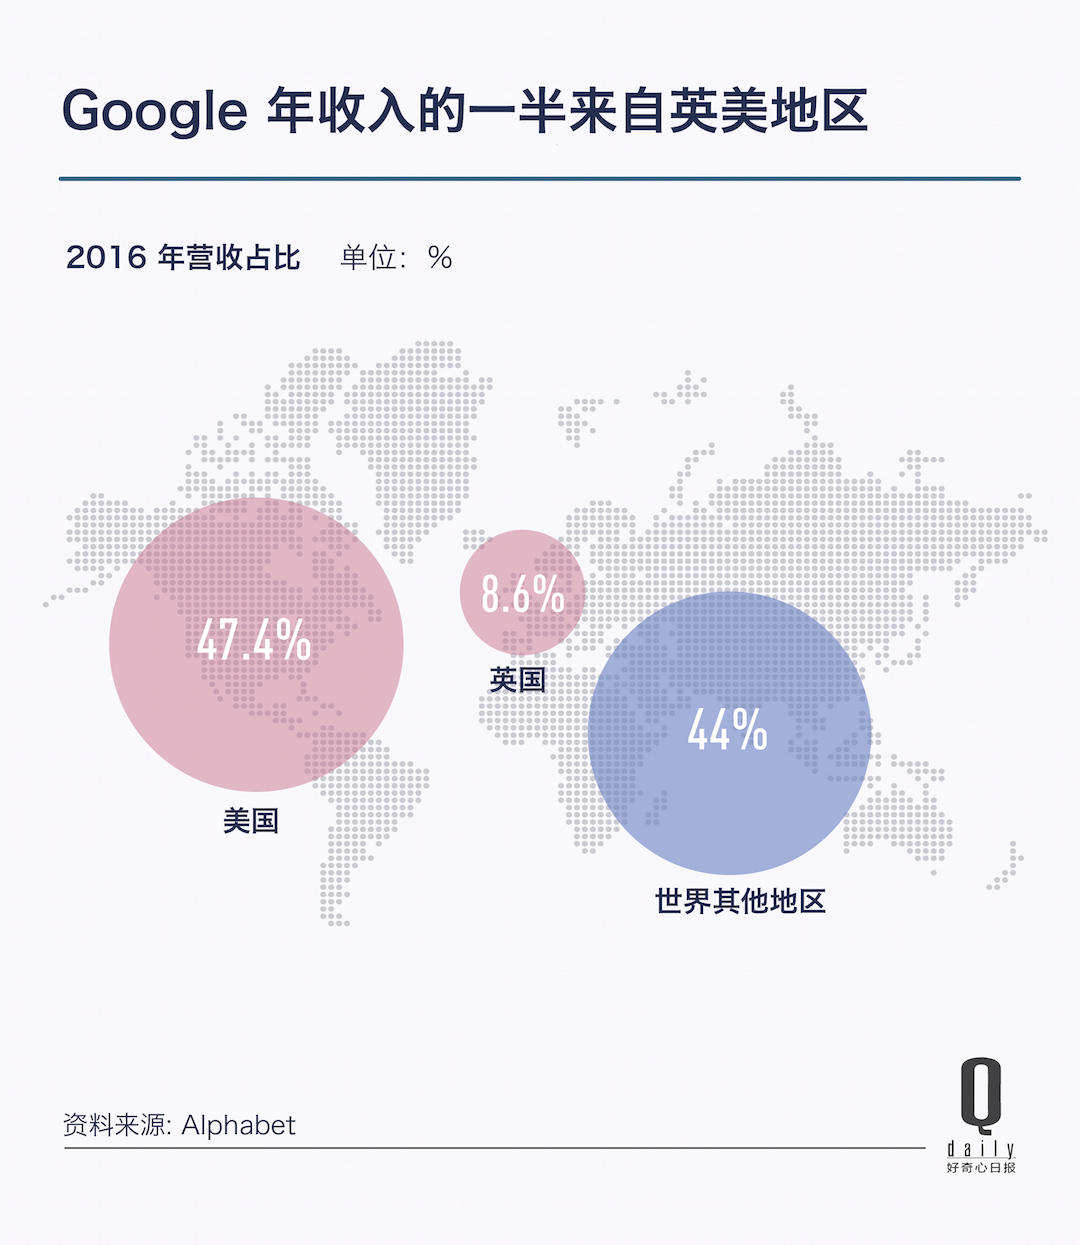 Google 年收入的一半来自英美地区
2016 年营收占比 单位：%
8.6%
47.4%
英国
44%
美国
世界其他地区
资料来源: Alphabet
Q
daily
好奇心日报